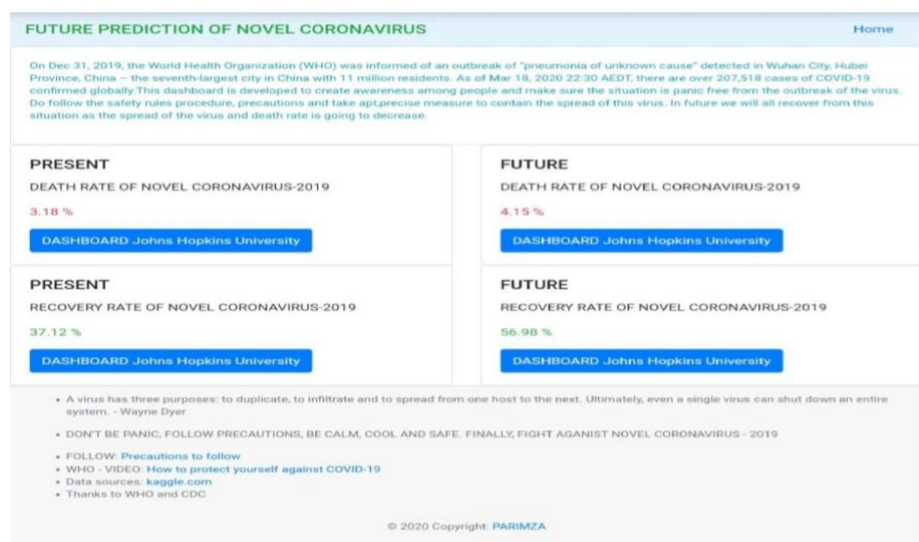 FUTURE PREDICTION OF NOVEL CORONAVIRUS
Home
On Dec 31, 2019, the World Health Organization (WHO) was informed of an outbreak of "pneumonia of unknown cause" detected in Wuhan City, Hubei
Province, China – the seventh-largest city in China with 11 million residents. As of Mar 18, 2020 22:30 AEDT, there are over 207,518 cases of COVID-19
confirmed globally.This dashboard is developed to create awareness among people and make sure the situation is panic free from the outbreak of the virus.
Do follow the safety rules procedure, precautions and take apt,precise measure to contain the spread of this virus. In future we will all recover from this
situation as the spread of the virus and death rate is going to decrease.
PRESENT
DEATH RATE OF NOVEL CORONAVIRUS-2019
3.18 %
DASHBOARD Johns Hopkins University
FUTURE
DEATH RATE OF NOVEL CORONAVIRUS-2019
4.15 %
DASHBOARD Johns Hopkins University
PRESENT
RECOVERY RATE OF NOVEL CORONAVIRUS-2019
37.12 %
DASHBOARD Johns Hopkins University
FUTURE
RECOVERY RATE OF NOVEL CORONAVIRUS-2019
56.98 %
DASHBOARD Johns Hopkins University
• A virus has three purposes: to duplicate, to infiltrate and to spread from one host to the next. Ultimately, even a single virus can shut down an entire
system. - Wayne Dyer
• DON'T BE PANIC, FOLLOW PRECAUTIONS, BE CALM, COOL AND SAFE. FINALLY, FIGHT AGANIST NOVEL CORONAVIRUS - 2019
• FOLLOW: Precautions to follow
• WHO - VIDEO: How to protect yourself against COVID-19
• Data sources: kaggle.com
• Thanks to WHO and CDC
© 2020 Copyright: PARIMZA